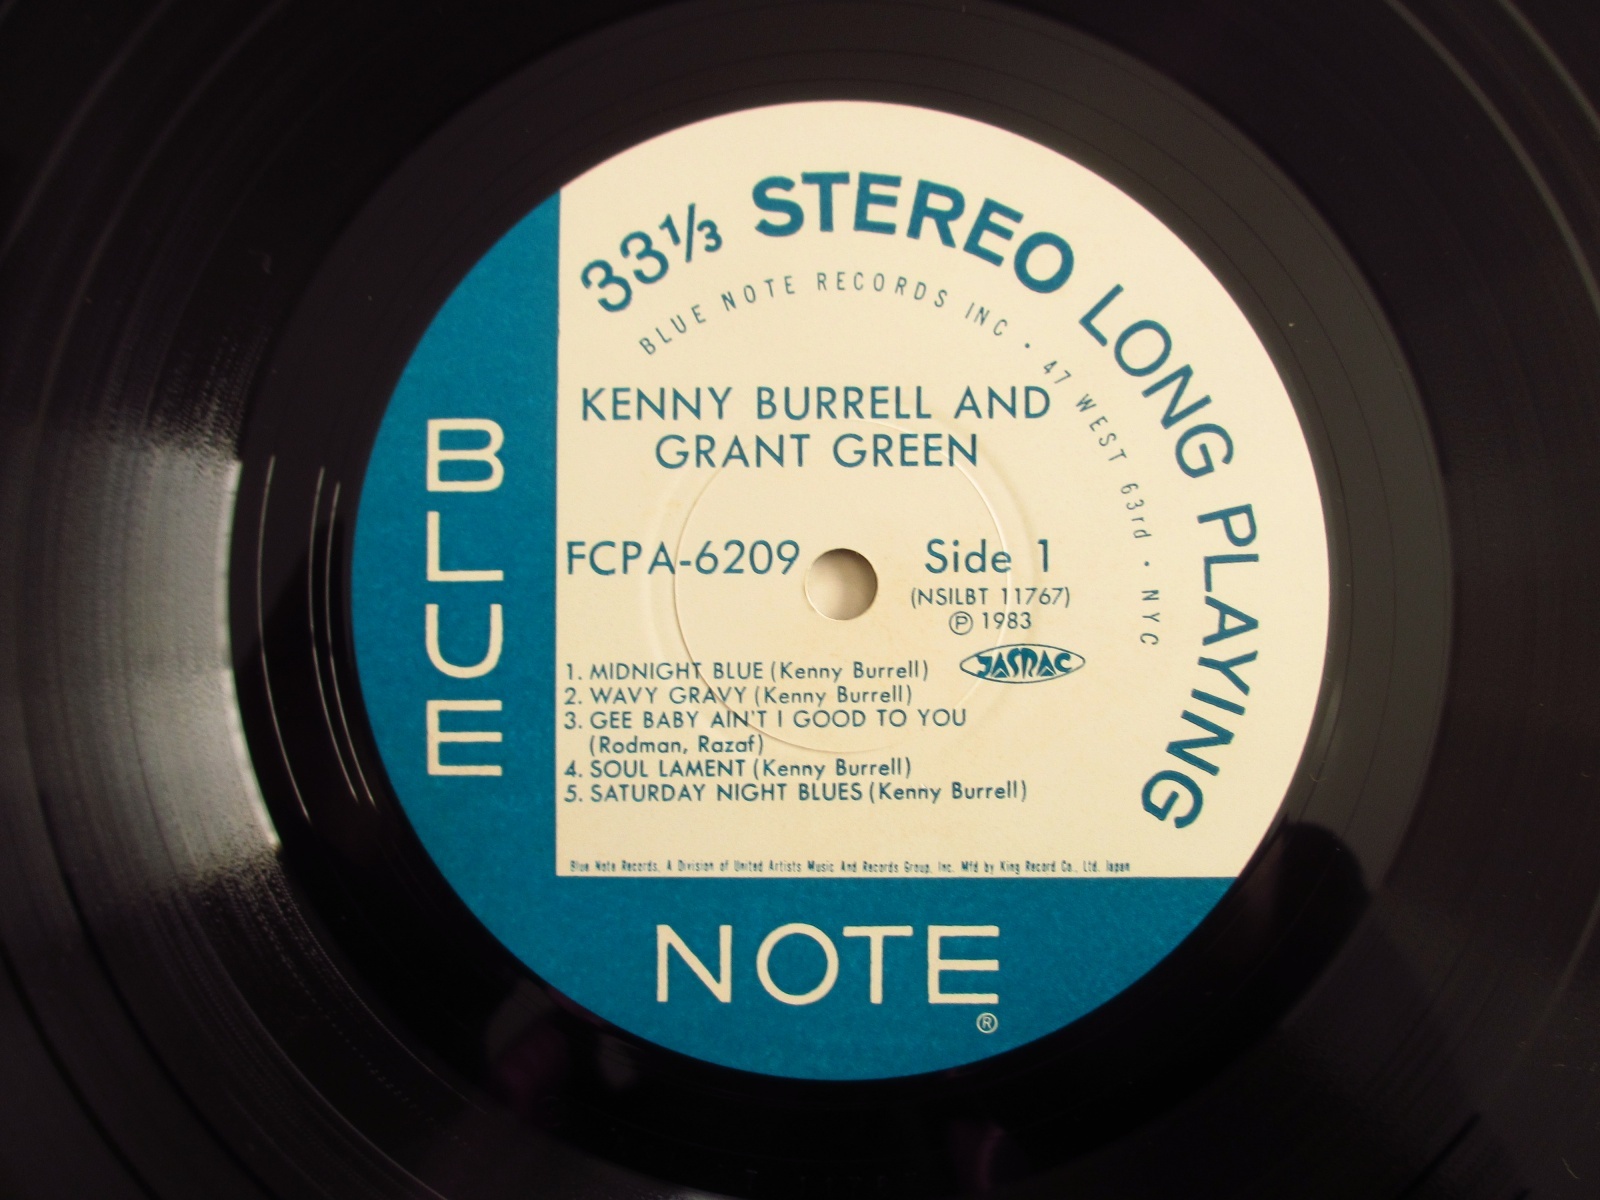 33⅓ STEREO LONG PLAYING
BLUE NOTE RECORDS INC · 47 WEST 63rd · NYC
KENNY BURRELL AND
GRANT GREEN
FCPA-6209 Side 1
(NSILBT 11767)
Ⓟ 1983
JASRAC
1. MIDNIGHT BLUE (Kenny Burrell)
2. WAVY GRAVY (Kenny Burrell)
3. GEE BABY AIN'T I GOOD TO YOU
(Rodman, Razaf)
4. SOUL LAMENT (Kenny Burrell)
5. SATURDAY NIGHT BLUES (Kenny Burrell)
Blue Note Records, A Division of United Artists Music And Records Group, Inc. Mfd by King Record Co., Ltd. Japan
BLUE
NOTE
®